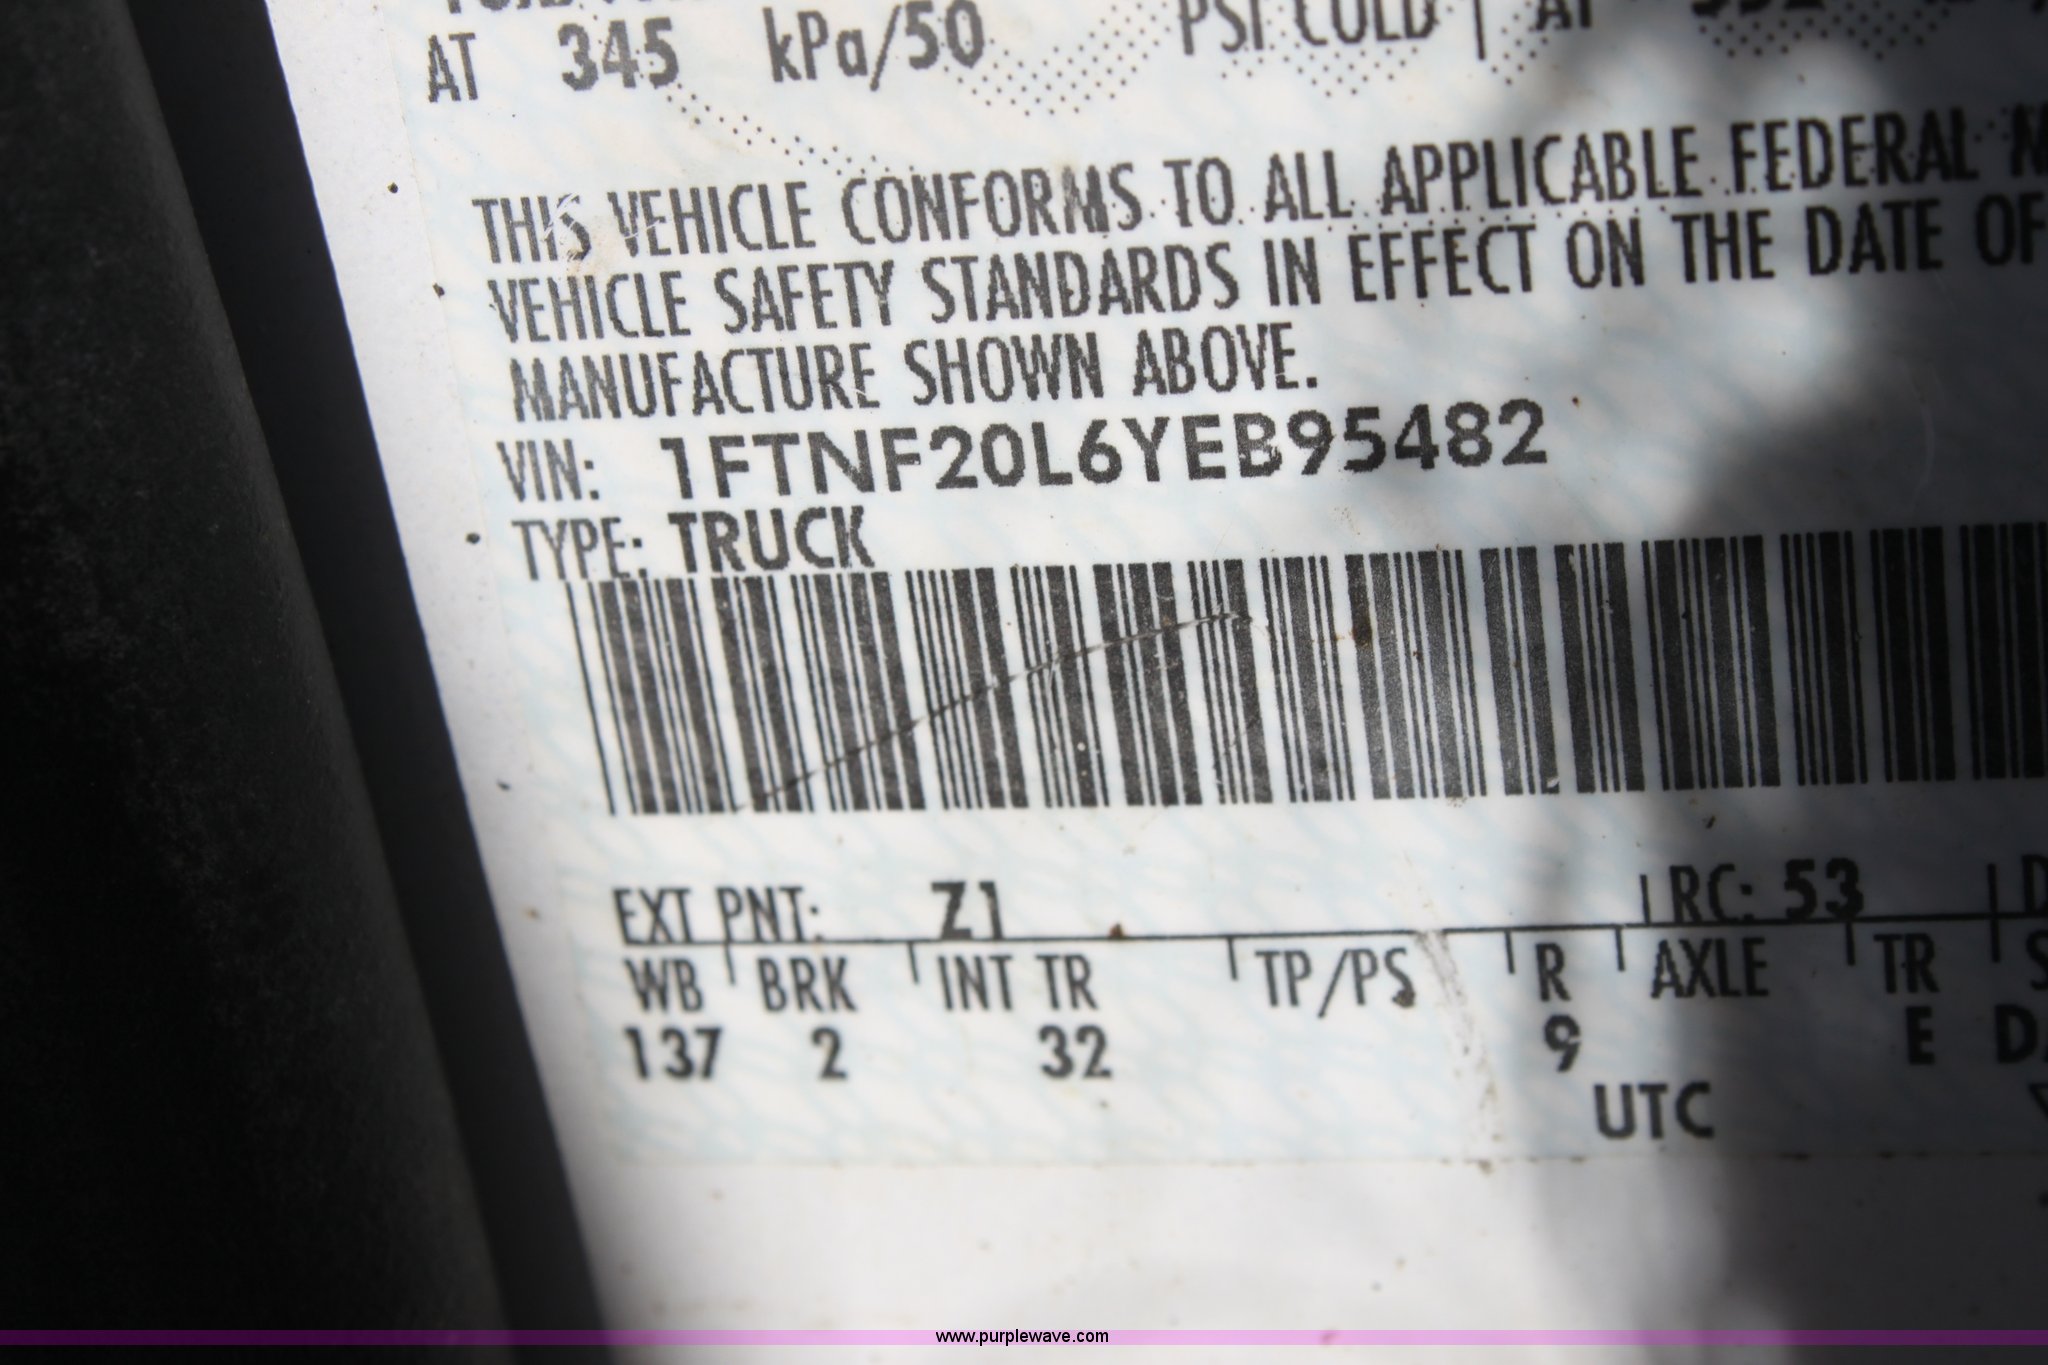 AT 345 kPa/50 PSI COLD AT
THIS VEHICLE CONFORMS TO ALL APPLICABLE FEDERAL M
VEHICLE SAFETY STANDARDS IN EFFECT ON THE DATE OF
MANUFACTURE SHOWN ABOVE.
VIN: 1FTNF20L6YEB95482
TYPE: TRUCK
EXT PNT: Z1 RC: 53 D
WB BRK INT TR TP/PS R AXLE TR S
137 2 32 9 E D
UTC
www.purplewave.com